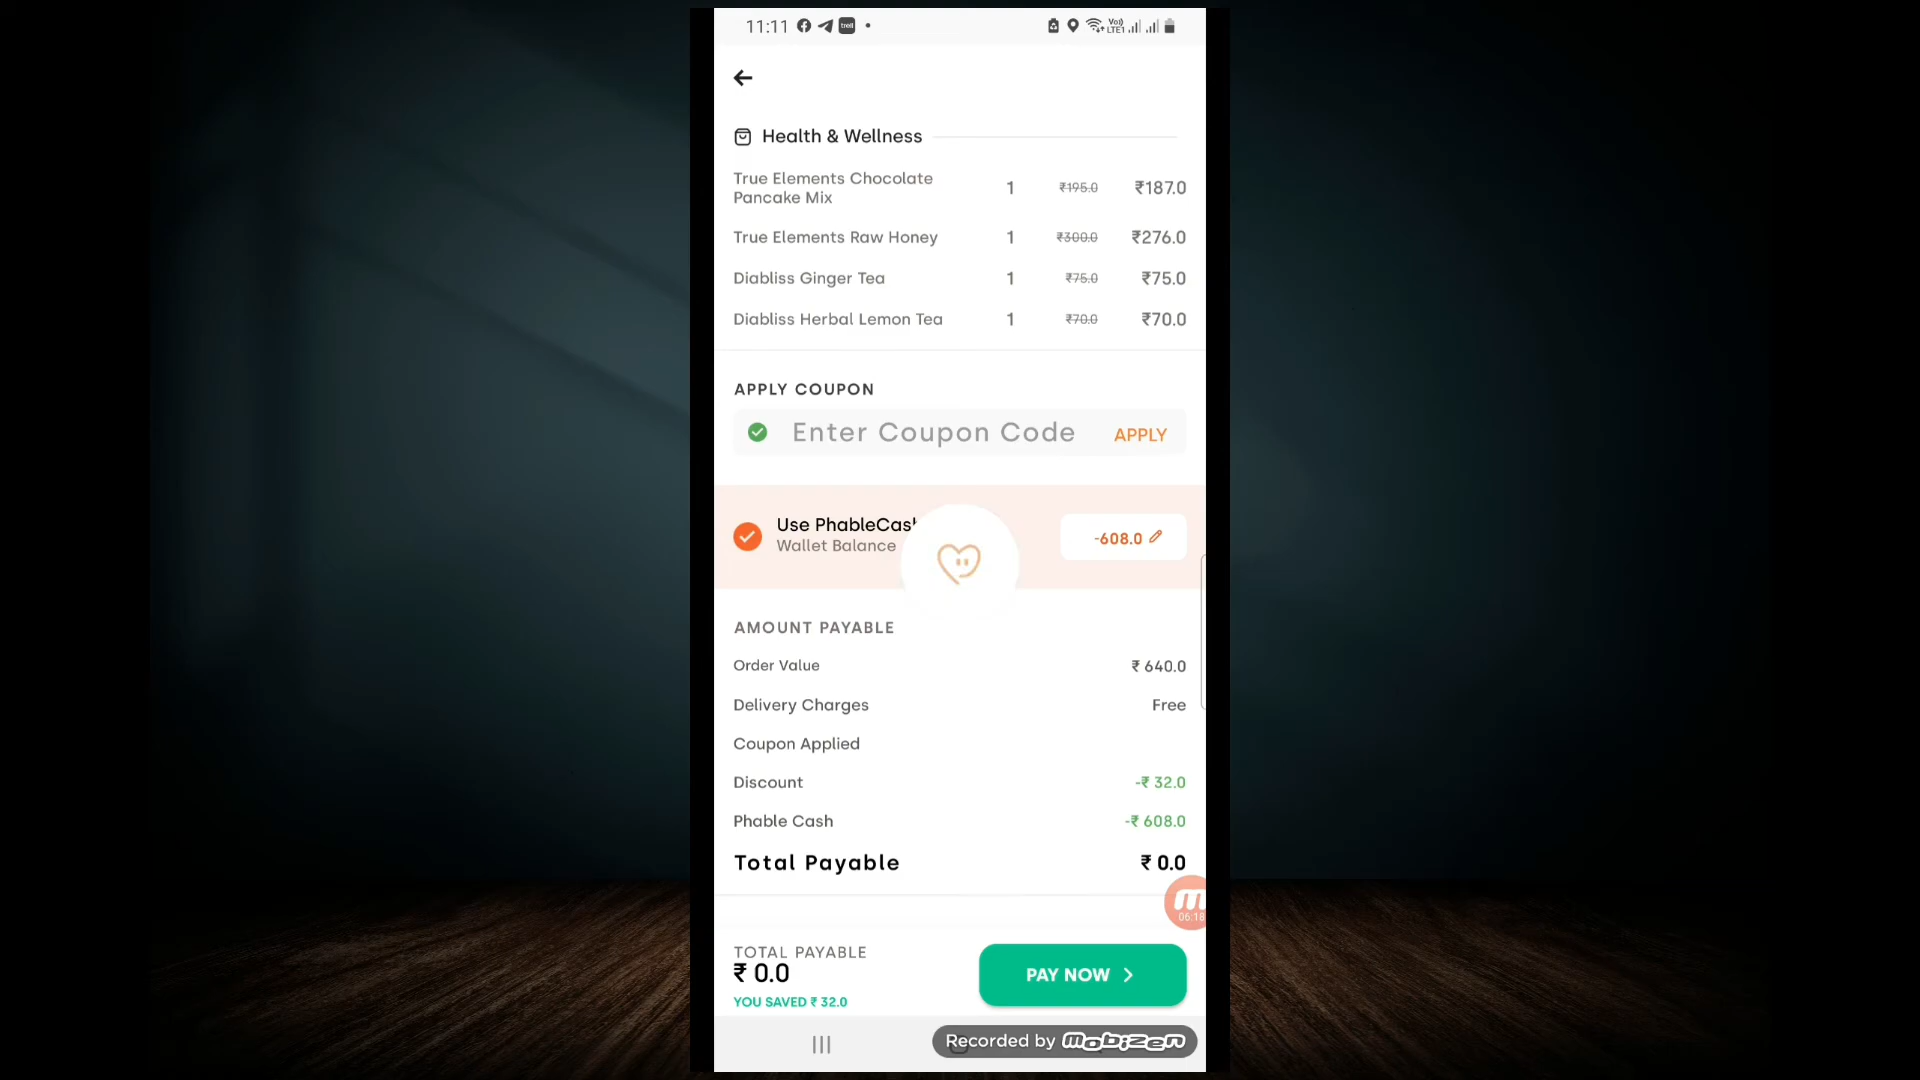 11:11
Health & Wellness
True Elements Chocolate Pancake Mix 1 ₹195.0 ₹187.0
True Elements Raw Honey 1 ₹300.0 ₹276.0
Diabliss Ginger Tea 1 ₹75.0 ₹75.0
Diabliss Herbal Lemon Tea 1 ₹70.0 ₹70.0
APPLY COUPON
Enter Coupon Code APPLY
Use PhableCash
Wallet Balance
-608.0
AMOUNT PAYABLE
Order Value ₹ 640.0
Delivery Charges Free
Coupon Applied
Discount -₹ 32.0
Phable Cash -₹ 608.0
Total Payable ₹ 0.0
06:18
TOTAL PAYABLE
₹ 0.0
YOU SAVED ₹ 32.0
PAY NOW
Recorded by mobizen